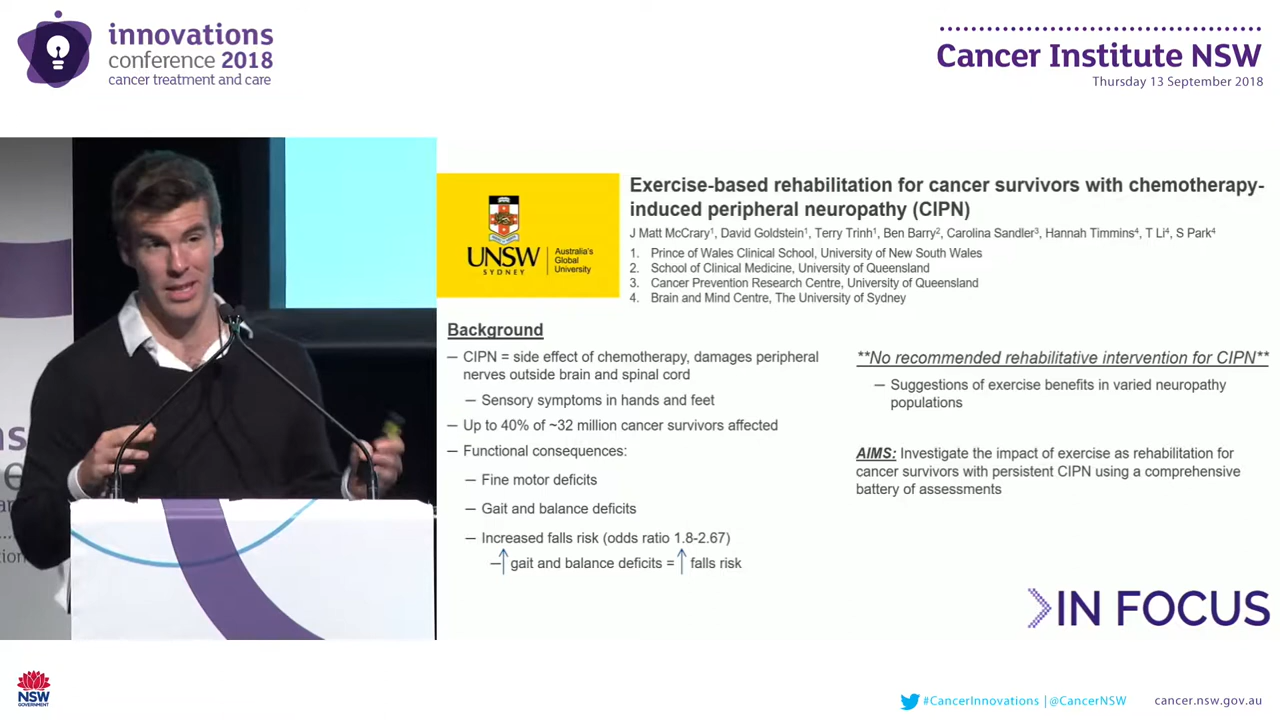 innovations
conference 2018
cancer treatment and care
Cancer Institute NSW
Thursday 13 September 2018
UNSW
SYDNEY
Australia's
Global
University
Exercise-based rehabilitation for cancer survivors with chemotherapy-
induced peripheral neuropathy (CIPN)
J Matt McCrary¹, David Goldstein¹, Terry Trinh¹, Ben Barry², Carolina Sandler³, Hannah Timmins⁴, T Li⁴, S Park⁴
1. Prince of Wales Clinical School, University of New South Wales
2. School of Clinical Medicine, University of Queensland
3. Cancer Prevention Research Centre, University of Queensland
4. Brain and Mind Centre, The University of Sydney
Background
– CIPN = side effect of chemotherapy, damages peripheral
nerves outside brain and spinal cord
– Sensory symptoms in hands and feet
– Up to 40% of ~32 million cancer survivors affected
– Functional consequences:
– Fine motor deficits
– Gait and balance deficits
– Increased falls risk (odds ratio 1.8-2.67)
–↑ gait and balance deficits = ↑ falls risk
**No recommended rehabilitative intervention for CIPN**
– Suggestions of exercise benefits in varied neuropathy
populations
AIMS: Investigate the impact of exercise as rehabilitation for
cancer survivors with persistent CIPN using a comprehensive
battery of assessments
IN FOCUS
NSW
GOVERNMENT
#CancerInnovations | @CancerNSW
cancer.nsw.gov.au